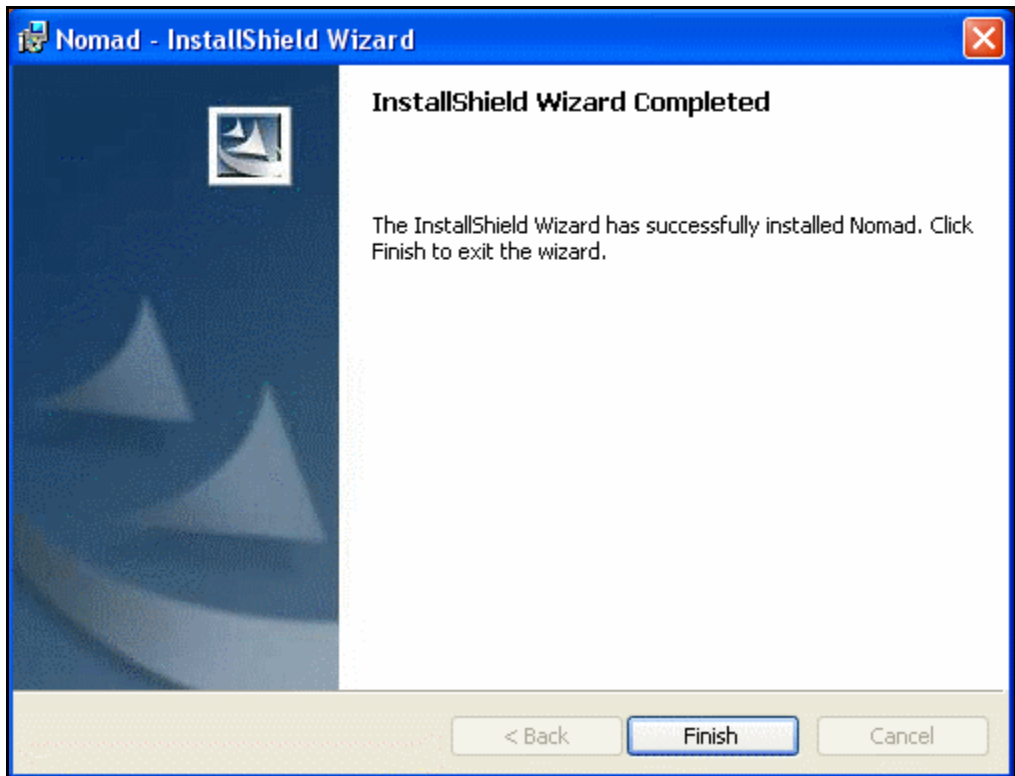 Nomad - InstallShield Wizard
InstallShield Wizard Completed
The InstallShield Wizard has successfully installed Nomad. Click
Finish to exit the wizard.
< Back
Finish
Cancel